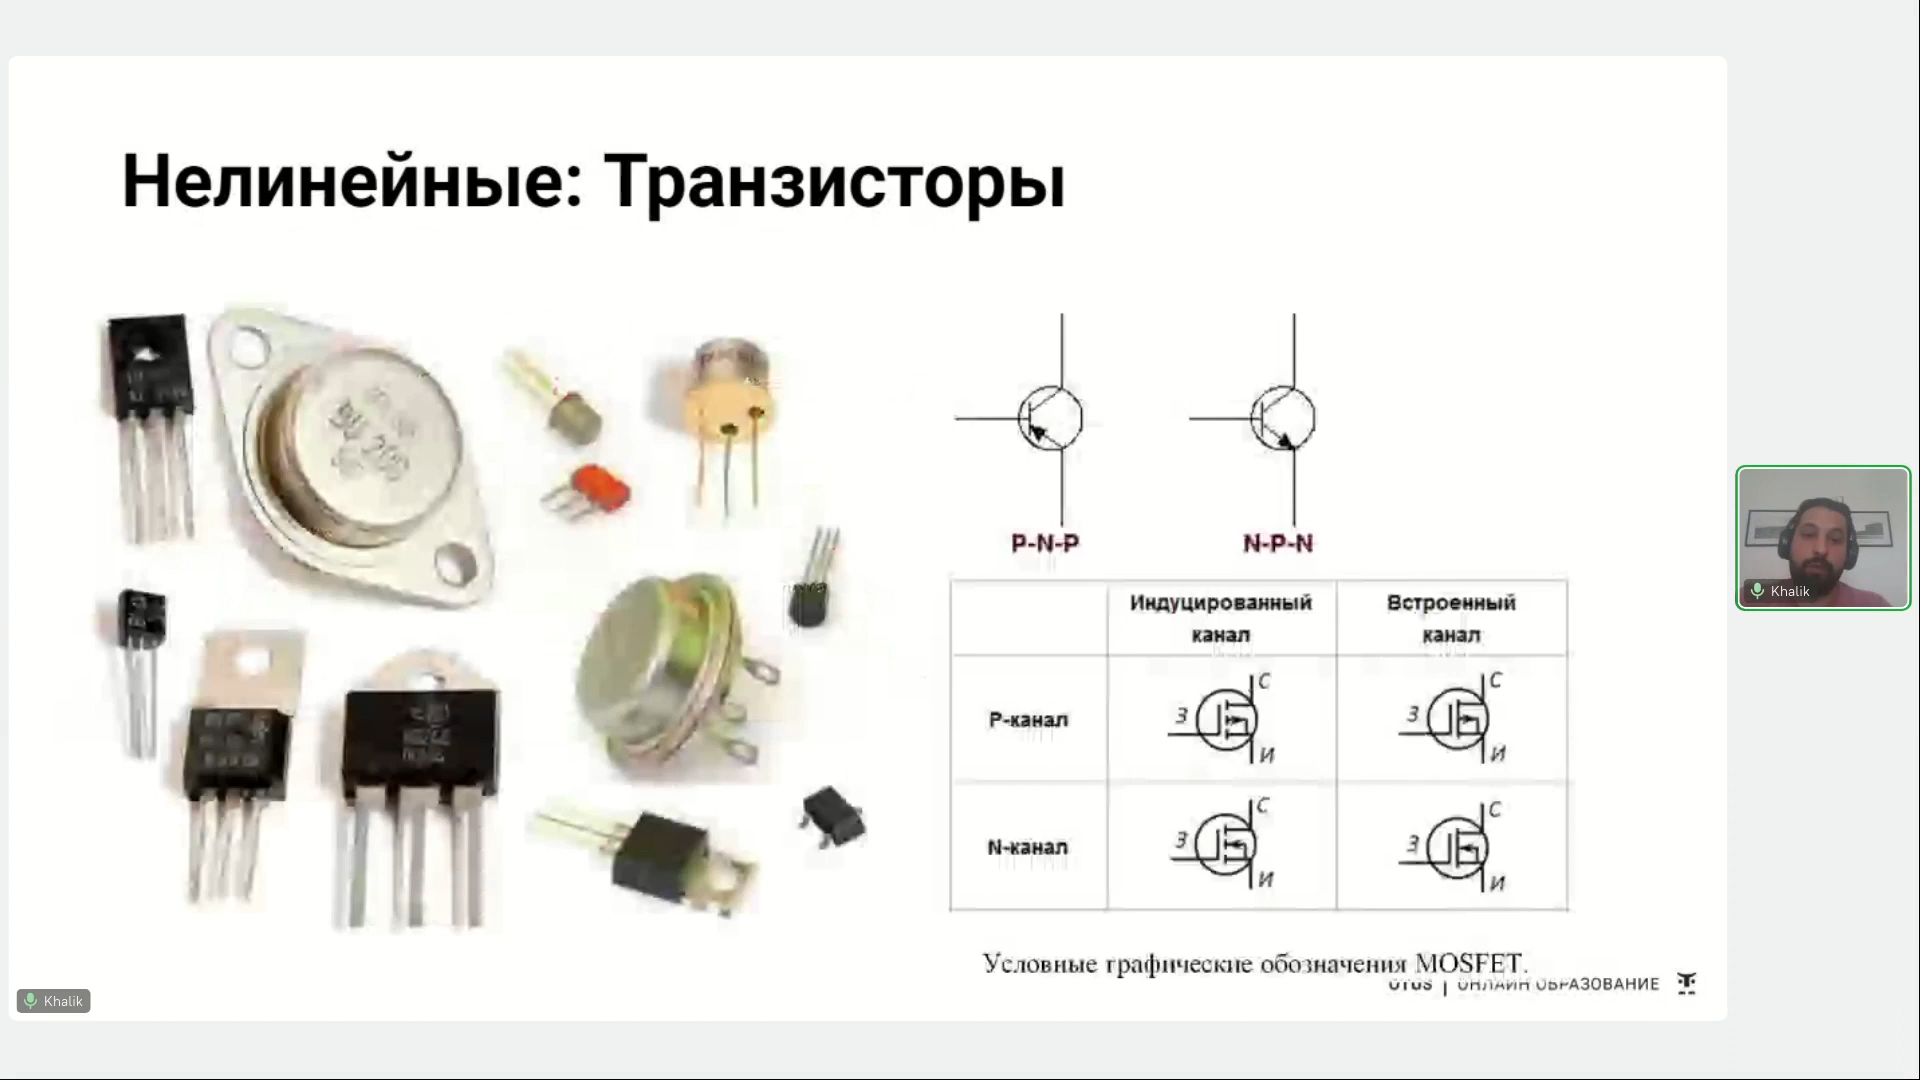 Нелинейные: Транзисторы
P-N-P
N-P-N
Индуцированный
канал
Встроенный
канал
P-канал
З
С
И
З
С
И
N-канал
З
С
И
З
С
И
Условные графические обозначения MOSFET.
OTUS | ОНЛАЙН ОБРАЗОВАНИЕ
Khalik
Khalik